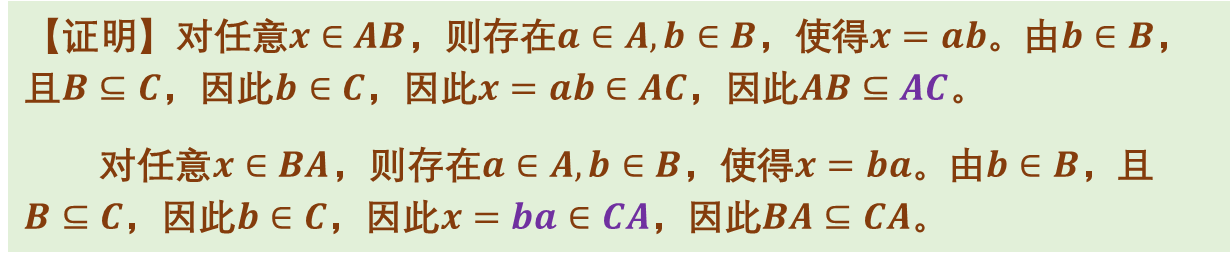 【证明】对任意x ∈ AB，则存在a ∈ A, b ∈ B，使得x = ab。由b ∈ B，
且B ⊆ C，因此b ∈ C，因此x = ab ∈ AC，因此AB ⊆ AC。
对任意x ∈ BA，则存在a ∈ A, b ∈ B，使得x = ba。由b ∈ B，且
B ⊆ C，因此b ∈ C，因此x = ba ∈ CA，因此BA ⊆ CA。